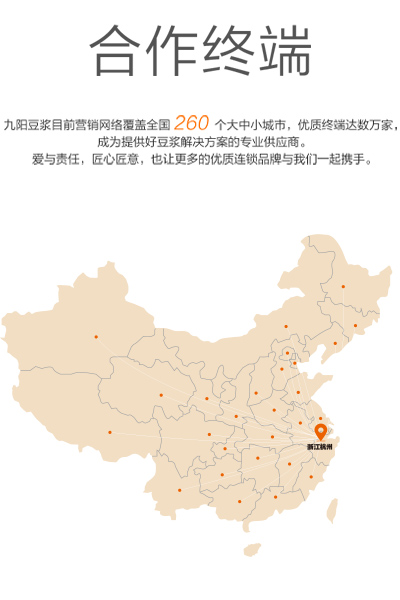 合作终端
九阳豆浆目前营销网络覆盖全国 260 个大中小城市，优质终端达数万家，
成为提供好豆浆解决方案的专业供应商。
爱与责任，匠心匠意，也让更多的优质连锁品牌与我们一起携手。
浙江杭州